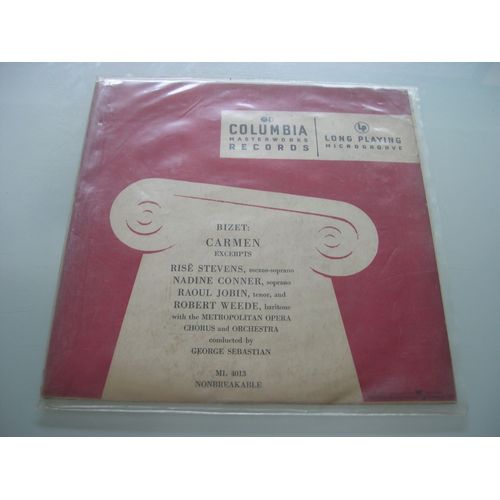 COLUMBIA
MASTERWORKS
RECORDS
LP
LONG PLAYING
MICROGROOVE
BIZET:
CARMEN
EXCERPTS
RISË STEVENS, mezzo-soprano
NADINE CONNER, soprano
RAOUL JOBIN, tenor, and
ROBERT WEEDE, baritone
with the METROPOLITAN OPERA
CHORUS and ORCHESTRA
conducted by
GEORGE SEBASTIAN
ML 4013
NONBREAKABLE